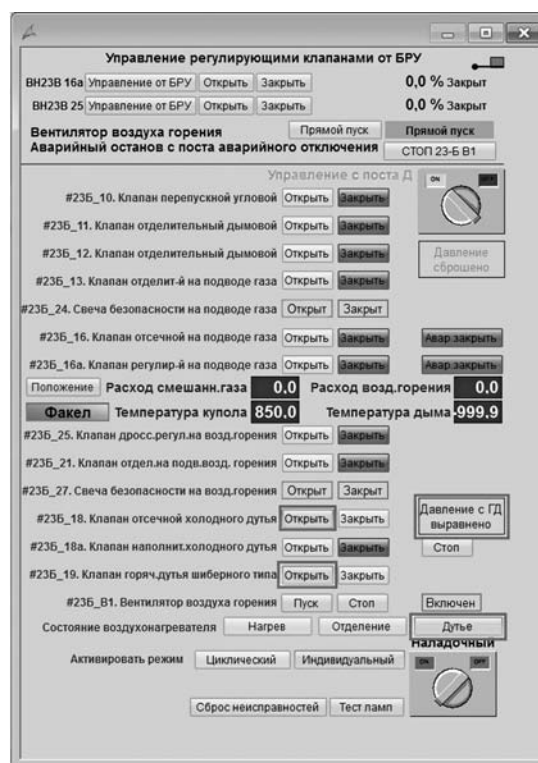 Управление регулирующими клапанами от БРУ
ВН23В 16а Управление от БРУ Открыть Закрыть 0,0 % Закрыт
ВН23В 25 Управление от БРУ Открыть Закрыть 0,0 % Закрыт
Вентилятор воздуха горения Прямой пуск Прямой пуск
Аварийный останов с поста аварийного отключения СТОП 23-Б В1
Управление с поста Д ON OFF
#23Б_10. Клапан перепускной угловой Открыть Закрыть
#23Б_11. Клапан отделительный дымовой Открыть Закрыть
#23Б_12. Клапан отделительный дымовой Открыть Закрыть Давление сброшено
#23Б_13. Клапан отделит-й на подводе газа Открыть Закрыть
#23Б_24. Свеча безопасности на подводе газа Открыт Закрыт
#23Б_16. Клапан отсечной на подводе газа Открыть Закрыть Авар.закрыть
#23Б_16а. Клапан регулир-й на подводе газа Открыть Закрыть Авар.закрыть
Положение Расход смешанн.газа 0.0 Расход возд.горения 0.0
Факел Температура купола 850.0 Температура дыма -999.9
#23Б_25. Клапан дросс.регул.на возд.горения Открыть Закрыть
#23Б_21. Клапан отдел.на подв.возд. горения Открыть Закрыть
#23Б_27. Свеча безопасности на возд.горения Открыт Закрыт
#23Б_18. Клапан отсечной холодного дутья Открыть Закрыть Давление с ГД выравнено
#23Б_18а. Клапан наполнит.холодного дутья Открыть Закрыть Стоп
#23Б_19. Клапан горяч.дутья шиберного типа Открыть Закрыть
#23Б_В1. Вентилятор воздуха горения Пуск Стоп Включен
Состояние воздухонагревателя Нагрев Отделение Дутье
Наладочный
Активировать режим Циклический Индивидуальный ON OFF
Сброс неисправностей Тест ламп